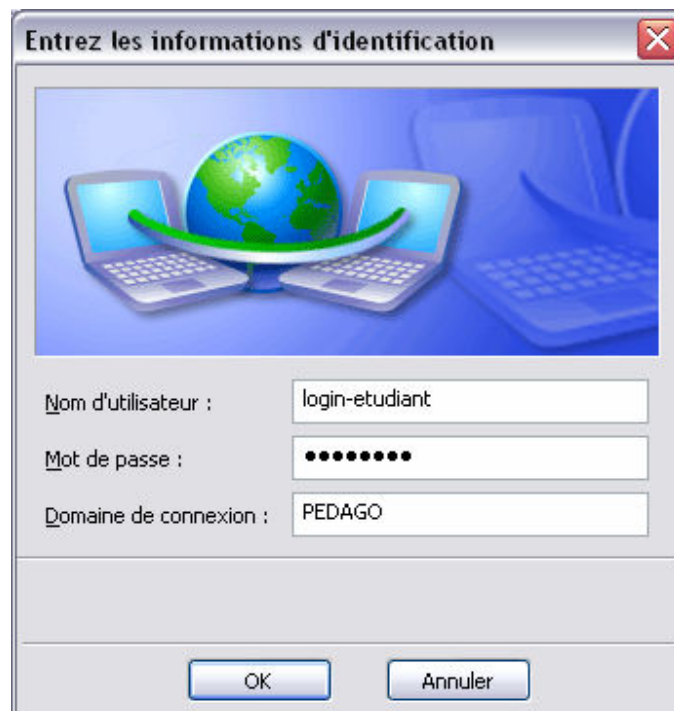 Entrez les informations d'identification
Nom d'utilisateur : login-etudiant
Mot de passe : ●●●●●●●●
Domaine de connexion : PEDAGO
OK Annuler